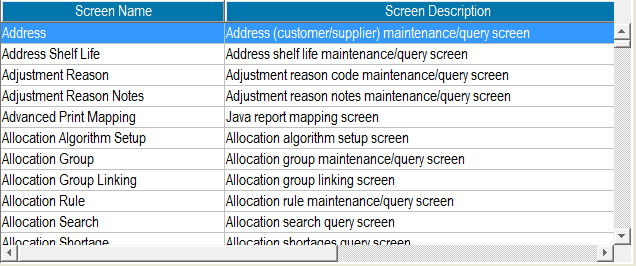 Screen Name Screen Description
Address Address (customer/supplier) maintenance/query screen
Address Shelf Life Address shelf life maintenance/query screen
Adjustment Reason Adjustment reason code maintenance/query screen
Adjustment Reason Notes Adjustment reason notes maintenance/query screen
Advanced Print Mapping Java report mapping screen
Allocation Algorithm Setup Allocation algorithm setup screen
Allocation Group Allocation group maintenance/query screen
Allocation Group Linking Allocation group linking screen
Allocation Rule Allocation rule maintenance/query screen
Allocation Search Allocation search query screen
Allocation Shortage Allocation shortages query screen